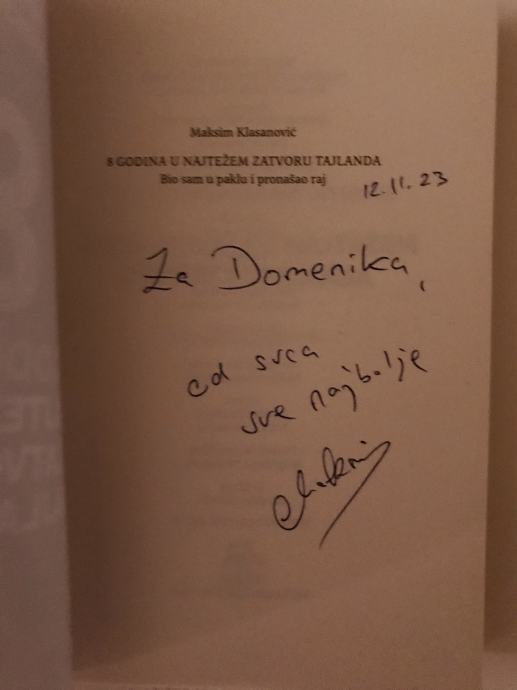 Maksim Klasanović
8 GODINA U NAJTEŽEM ZATVORU TAJLANDA
Bio sam u paklu i pronašao raj
12.11.23
Za Domenika,
od srca
sve najbolje
Maksim